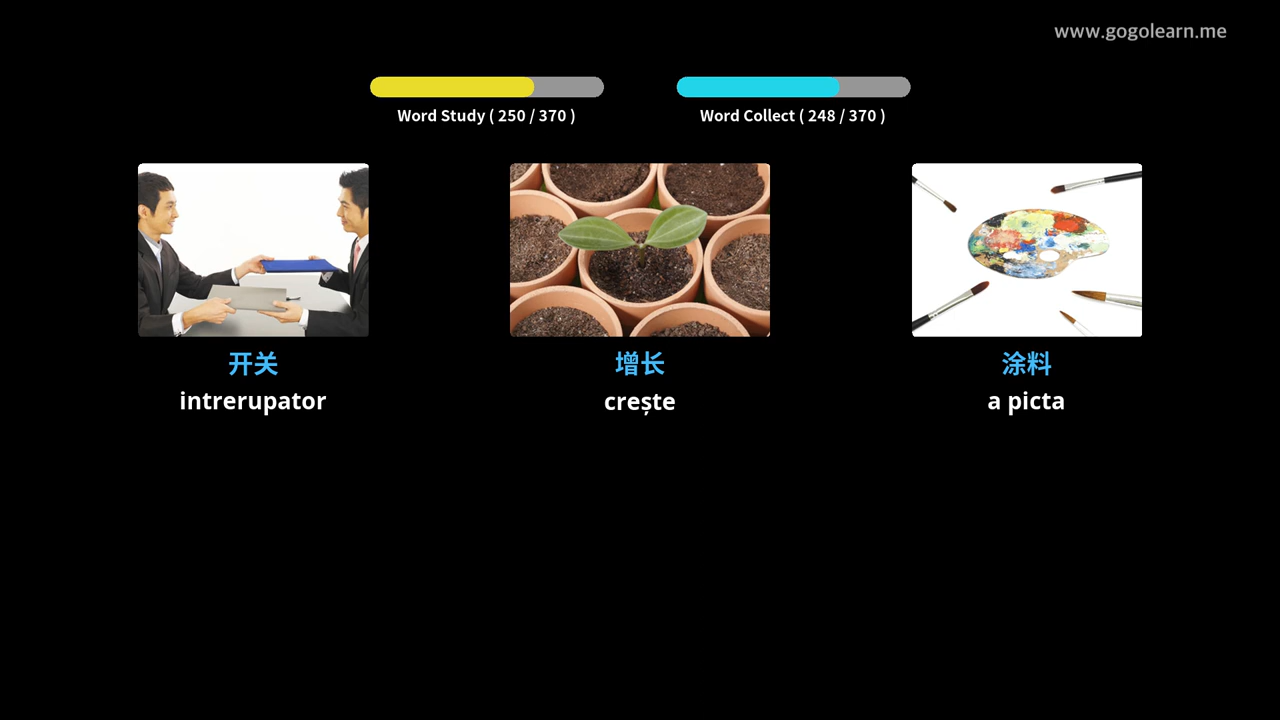 www.gogolearn.me
Word Study ( 250 / 370 )
Word Collect ( 248 / 370 )
开关
增长
涂料
intrerupator
crește
a picta